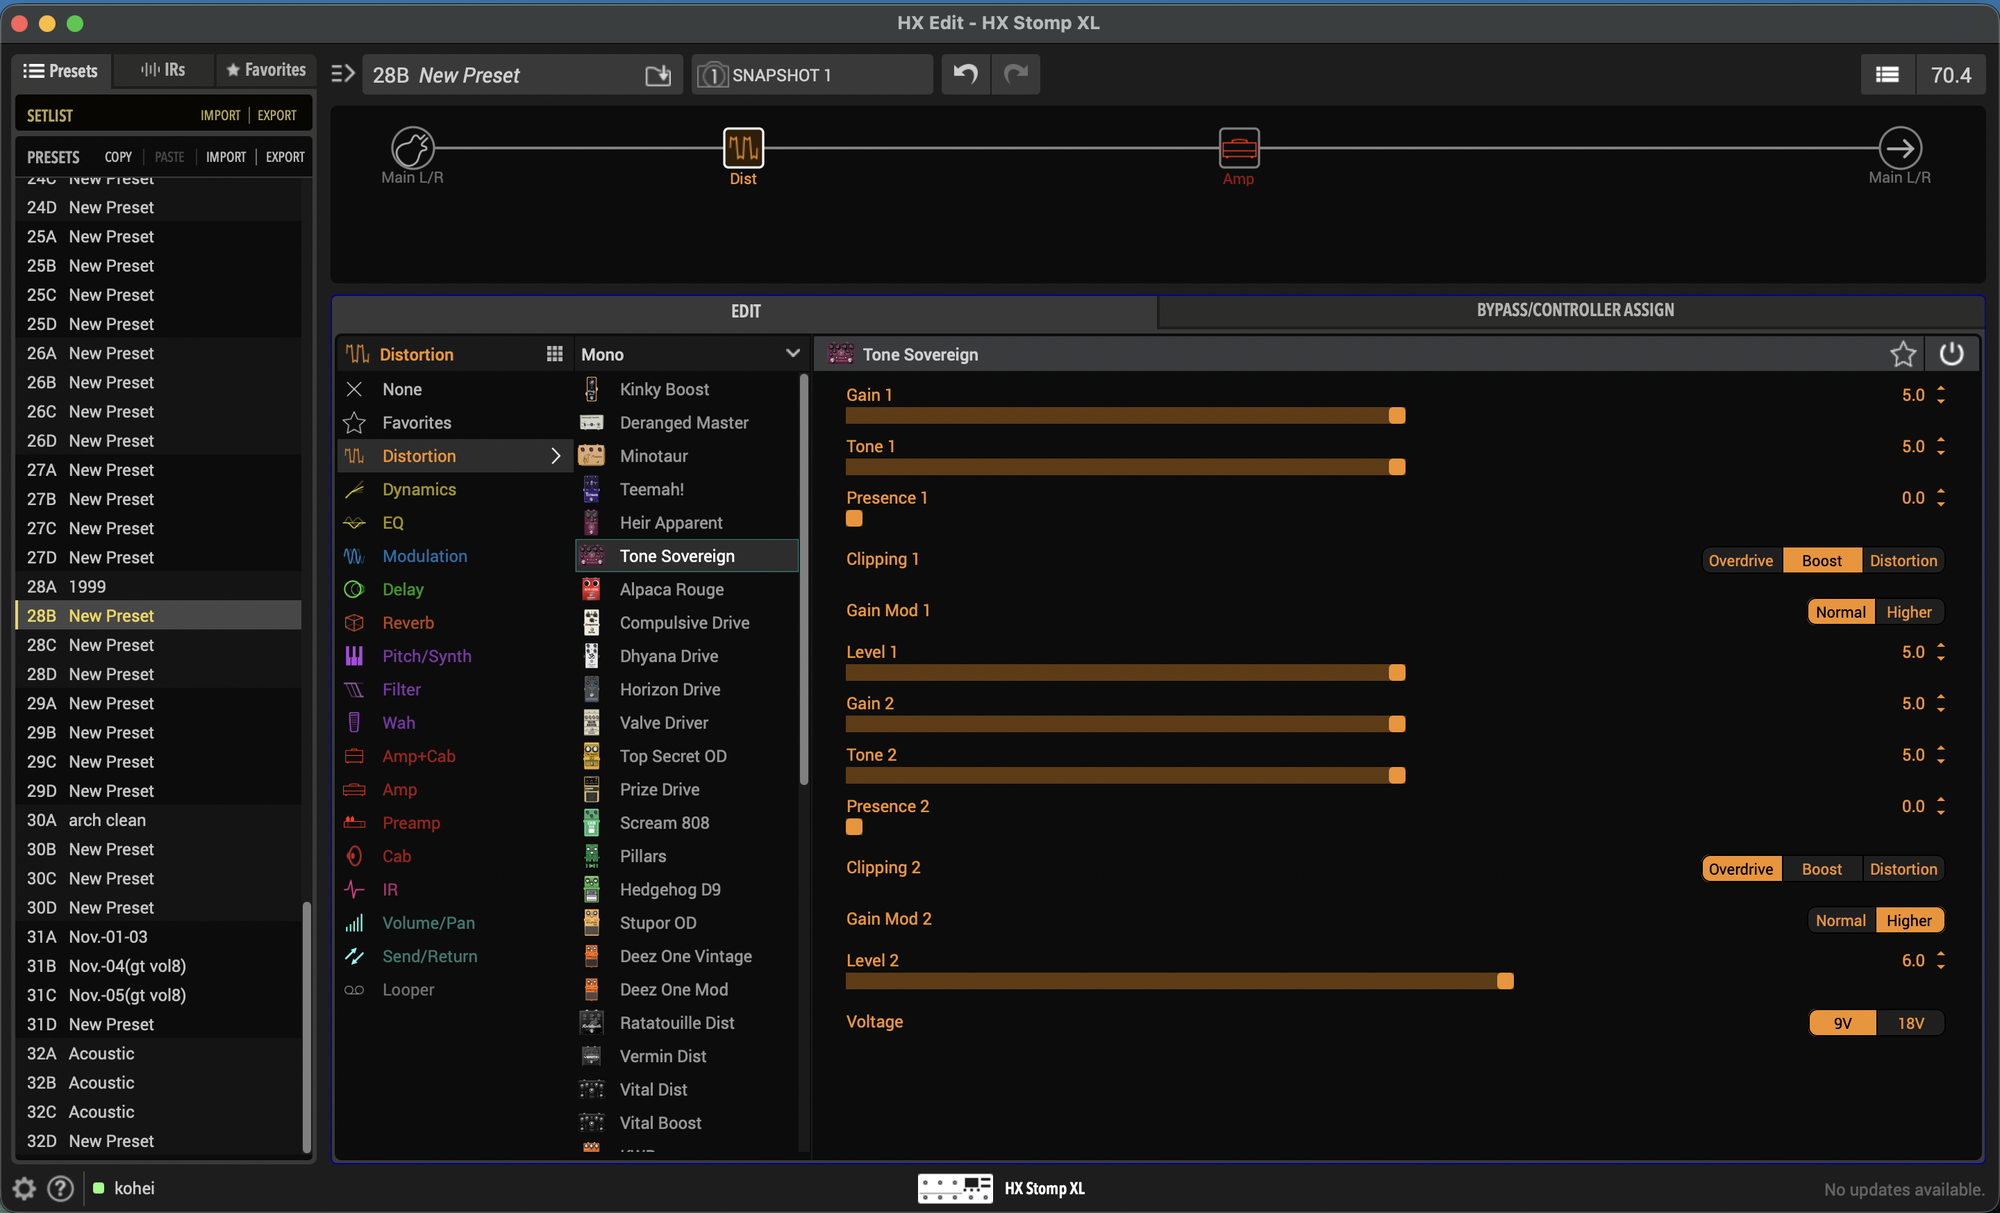 HX Edit - HX Stomp XL
Presets
IRs
Favorites
28B New Preset
1
SNAPSHOT 1
70.4
SETLIST
IMPORT
EXPORT
PRESETS
COPY
PASTE
IMPORT
EXPORT
24C New Preset
24D New Preset
25A New Preset
25B New Preset
25C New Preset
25D New Preset
26A New Preset
26B New Preset
26C New Preset
26D New Preset
27A New Preset
27B New Preset
27C New Preset
27D New Preset
28A 1999
28B New Preset
28C New Preset
28D New Preset
29A New Preset
29B New Preset
29C New Preset
29D New Preset
30A arch clean
30B New Preset
30C New Preset
30D New Preset
31A Nov.-01-03
31B Nov.-04(gt vol8)
31C Nov.-05(gt vol8)
31D New Preset
32A Acoustic
32B Acoustic
32C Acoustic
32D New Preset
Main L/R
Dist
Amp
Main L/R
EDIT
BYPASS/CONTROLLER ASSIGN
Distortion
None
Favorites
Distortion
Dynamics
EQ
Modulation
Delay
Reverb
Pitch/Synth
Filter
Wah
Amp+Cab
Amp
Preamp
Cab
IR
Volume/Pan
Send/Return
Looper
Mono
Kinky Boost
Deranged Master
Minotaur
Teemah!
Heir Apparent
Tone Sovereign
Alpaca Rouge
Compulsive Drive
Dhyana Drive
Horizon Drive
Valve Driver
Top Secret OD
Prize Drive
Scream 808
Pillars
Hedgehog D9
Stupor OD
Deez One Vintage
Deez One Mod
Ratatouille Dist
Vermin Dist
Vital Dist
Vital Boost
Tone Sovereign
Gain 1 5.0
Tone 1 5.0
Presence 1 0.0
Clipping 1 Overdrive Boost Distortion
Gain Mod 1 Normal Higher
Level 1 5.0
Gain 2 5.0
Tone 2 5.0
Presence 2 0.0
Clipping 2 Overdrive Boost Distortion
Gain Mod 2 Normal Higher
Level 2 6.0
Voltage 9V 18V
kohei
HX Stomp XL
No updates available.